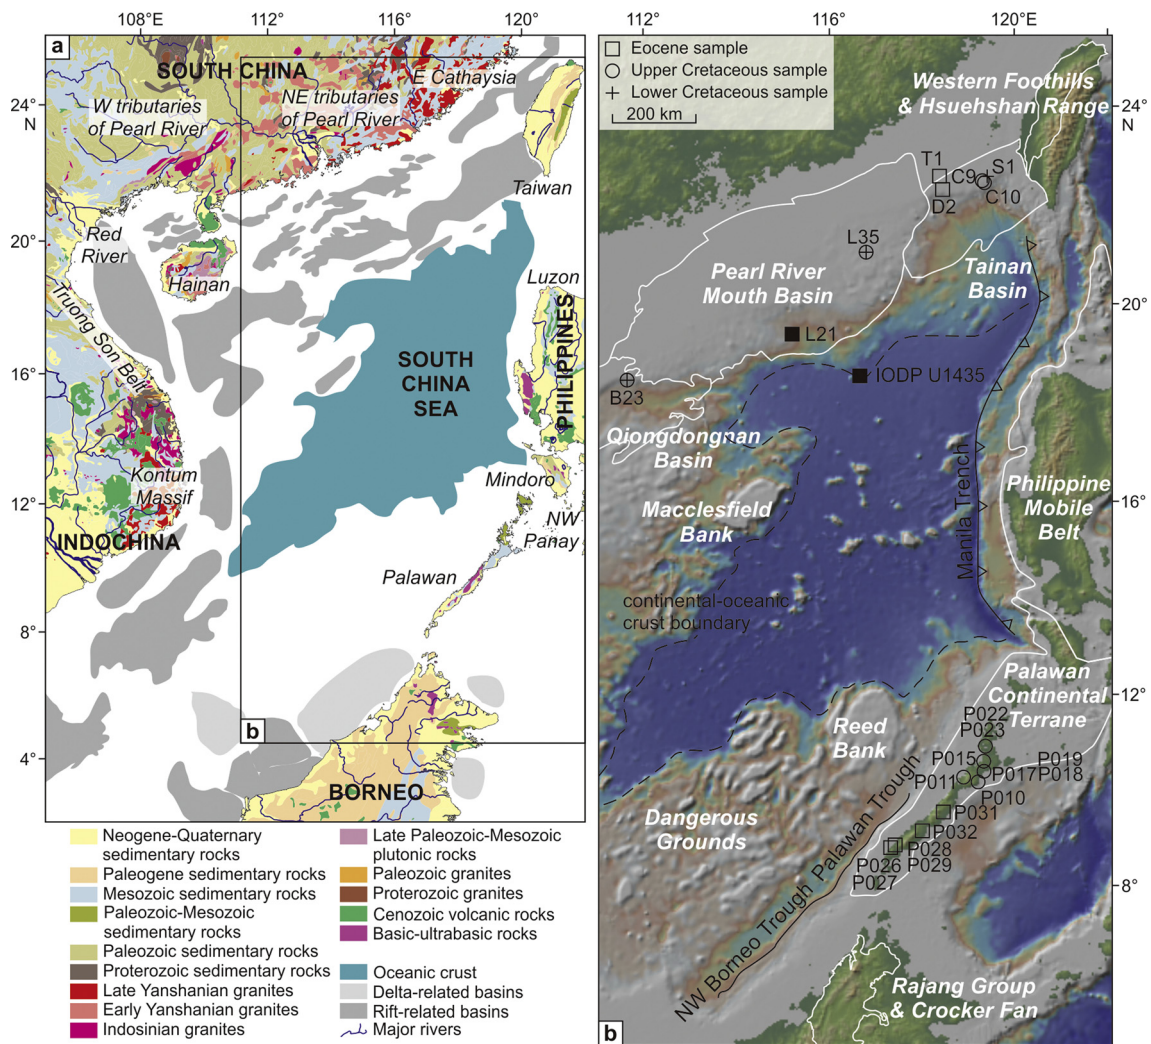 108°E
112°
116°
120°
a
24°
N
20°
16°
12°
8°
4°
SOUTH CHINA
E Cathaysia
W tributaries
of Pearl River
NE tributaries
of Pearl River
Taiwan
Red
River
Hainan
Luzon
Truong Son Belt
PHILIPPINES
SOUTH
CHINA
SEA
Kontum
Massif
Mindoro
NW
Panay
INDOCHINA
Palawan
b
BORNEO
Neogene-Quaternary
sedimentary rocks
Paleogene sedimentary rocks
Mesozoic sedimentary rocks
Paleozoic-Mesozoic
sedimentary rocks
Paleozoic sedimentary rocks
Proterozoic sedimentary rocks
Late Yanshanian granites
Early Yanshanian granites
Indosinian granites
Late Paleozoic-Mesozoic
plutonic rocks
Paleozoic granites
Proterozoic granites
Cenozoic volcanic rocks
Basic-ultrabasic rocks
Oceanic crust
Delta-related basins
Rift-related basins
Major rivers
112°
116°
120°E
Eocene sample
Upper Cretaceous sample
Lower Cretaceous sample
200 km
24°
N
20°
16°
12°
8°
Western Foothills
& Hsuehshan Range
T1
C9
S1
D2
C10
L35
Pearl River
Mouth Basin
Tainan
Basin
L21
IODP U1435
B23
Qiongdongnan
Basin
Macclesfield
Bank
Manila Trench
Philippine
Mobile
Belt
continental-oceanic
crust boundary
Palawan
Continental
Terrane
Reed
Bank
P022
P023
P015
P019
P011
P017
P018
P010
P031
P032
P028
P026
P029
P027
Dangerous
Grounds
Palawan Trough
NW Borneo Trough
Rajang Group
& Crocker Fan
b